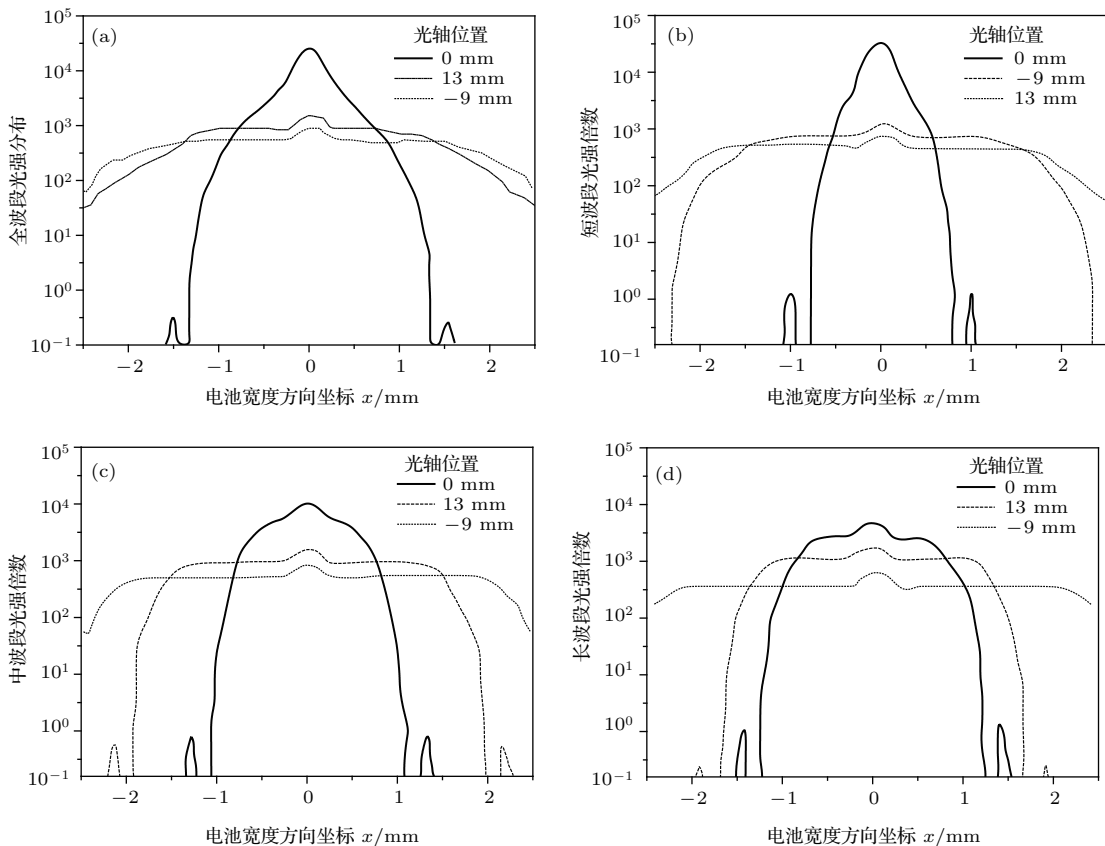 (a)
光轴位置
0 mm
13 mm
−9 mm
全波段光强分布
10^5
10^4
10^3
10^2
10^1
10^0
10^−1
−2 −1 0 1 2
电池宽度方向坐标 x/mm
(b)
光轴位置
0 mm
−9 mm
13 mm
短波段光强倍数
10^5
10^4
10^3
10^2
10^1
10^0
10^−1
−2 −1 0 1 2
电池宽度方向坐标 x/mm
(c)
光轴位置
0 mm
13 mm
−9 mm
中波段光强倍数
10^5
10^4
10^3
10^2
10^1
10^0
10^−1
−2 −1 0 1 2
电池宽度方向坐标 x/mm
(d)
光轴位置
0 mm
13 mm
−9 mm
长波段光强倍数
10^5
10^4
10^3
10^2
10^1
10^0
10^−1
−2 −1 0 1 2
电池宽度方向坐标 x/mm